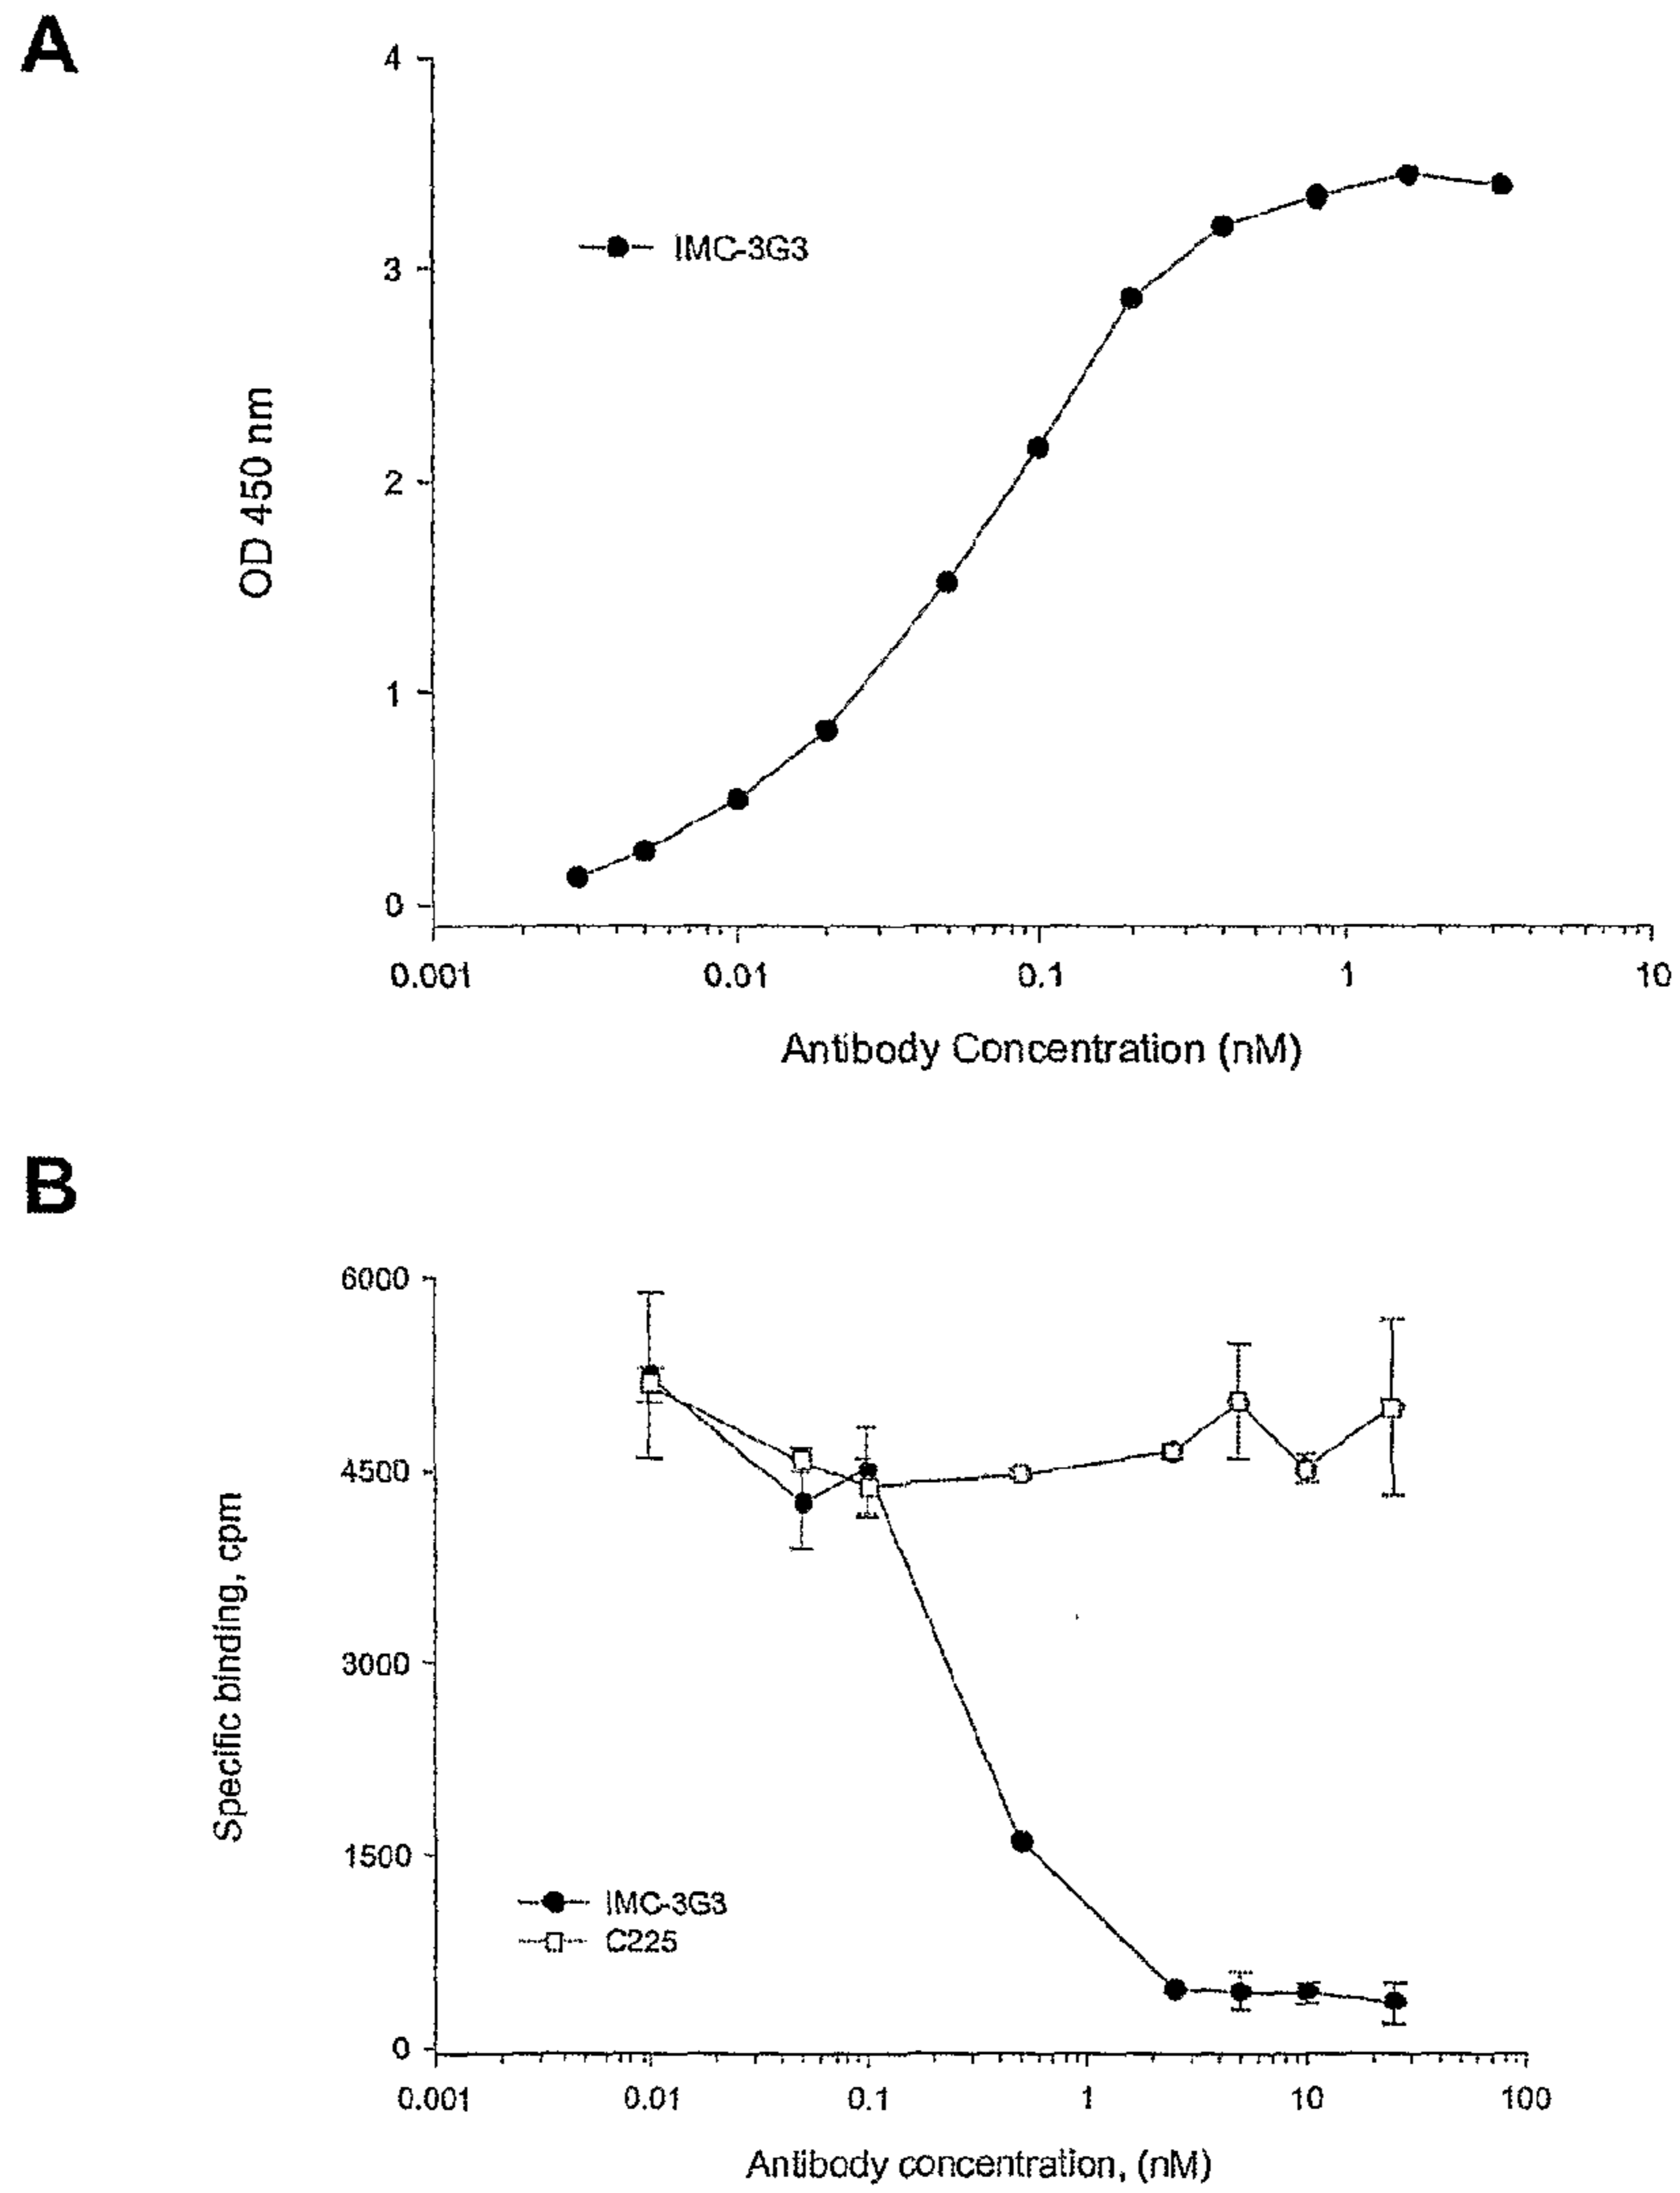 A
4
3
2
1
0
OD 450 nm
IMC-3G3
0.001 0.01 0.1 1 10
Antibody Concentration (nM)
B
6000
4500
3000
1500
0
Specific binding, cpm
IMC-3G3
C225
0.001 0.01 0.1 1 10 100
Antibody concentration, (nM)